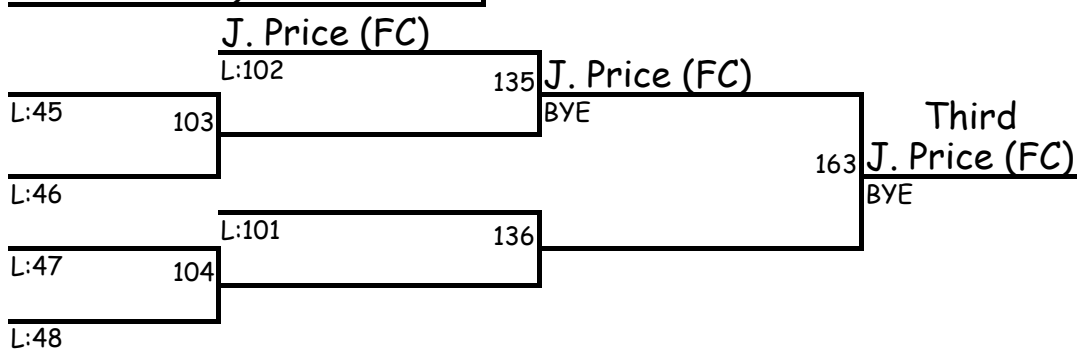 J. Price (FC)
L:102
135
J. Price (FC)
BYE
L:45
103
L:46
Third
163
J. Price (FC)
BYE
L:101
136
L:47
104
L:48